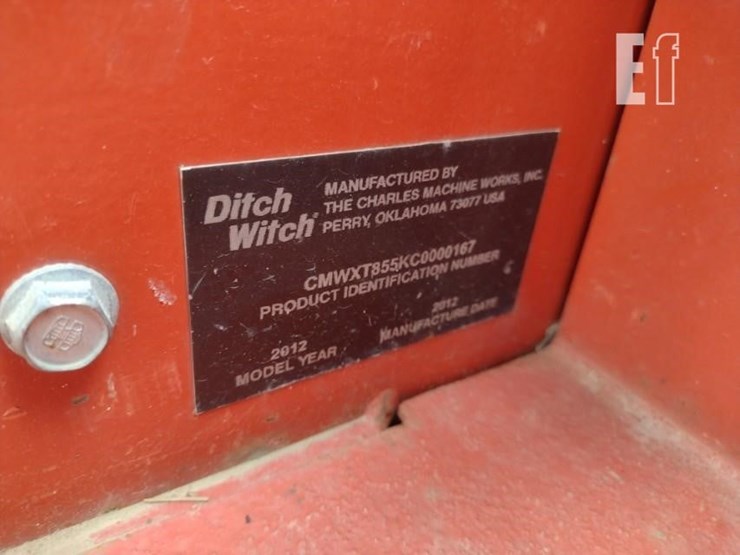 Ef
Ditch
Witch
MANUFACTURED BY
THE CHARLES MACHINE WORKS, INC.
PERRY, OKLAHOMA 73077 USA
CMWXT855KC0000167
PRODUCT IDENTIFICATION NUMBER
2012
MODEL YEAR
2012
MANUFACTURE DATE